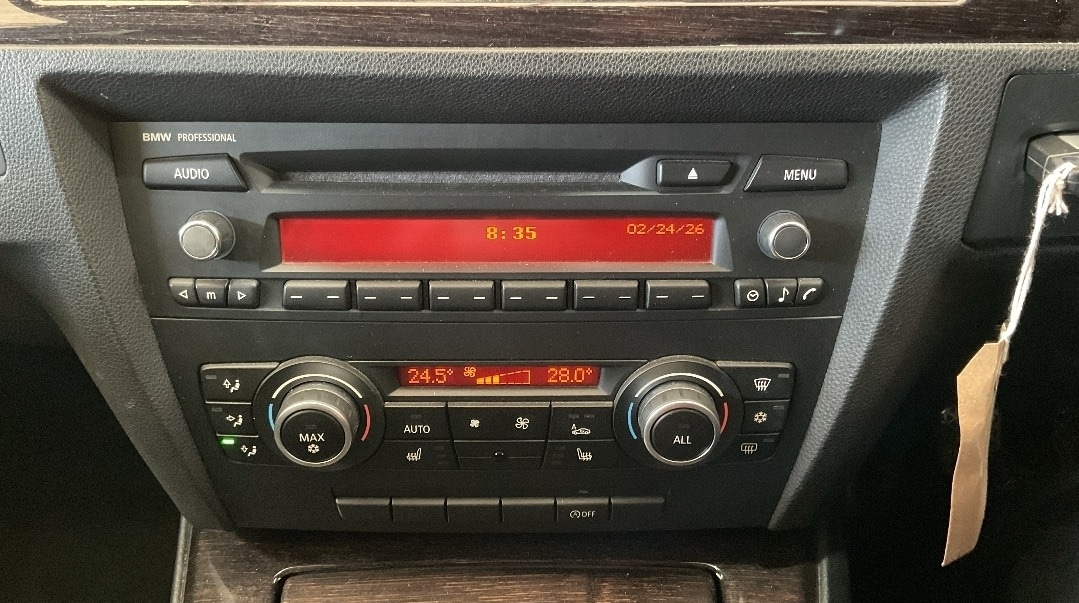 BMW PROFESSIONAL
AUDIO
MENU
8:35
02/24/26
m
24.5°
28.0°
MAX
AUTO
ALL
A
OFF